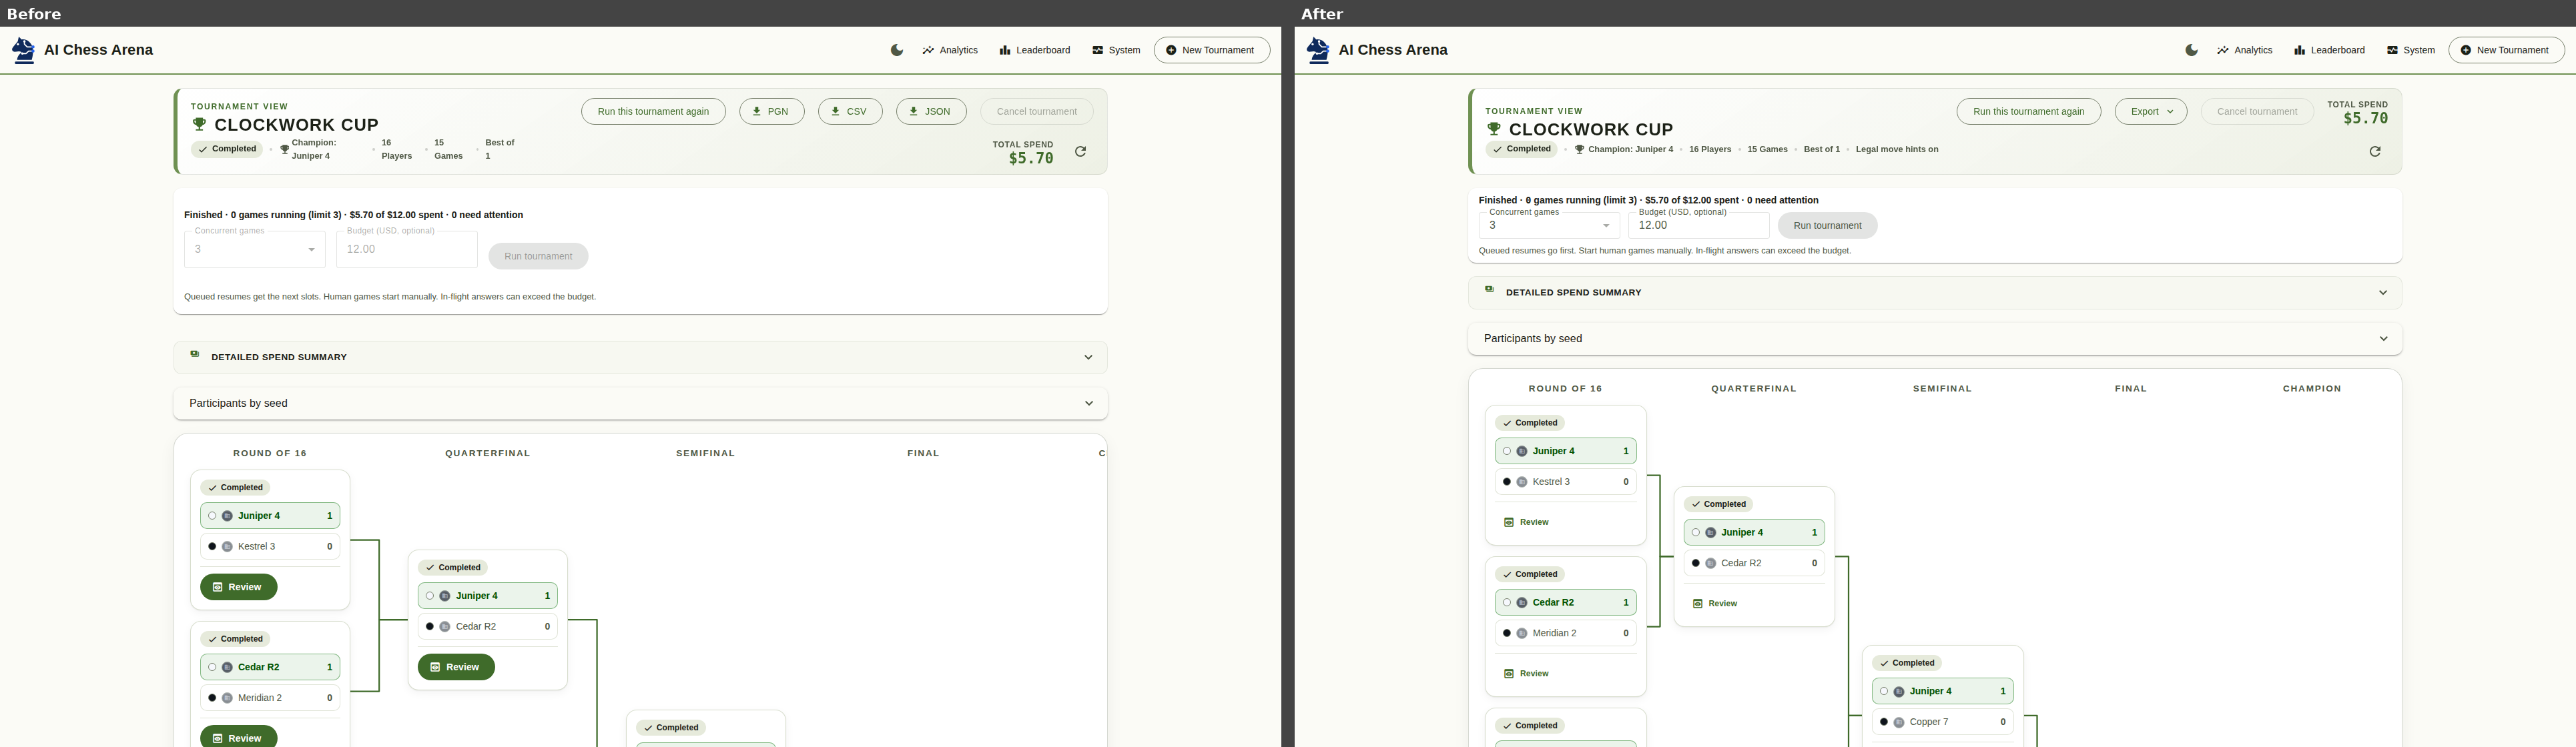 Before
AI Chess Arena
Analytics
Leaderboard
System
New Tournament
TOURNAMENT VIEW
CLOCKWORK CUP
Run this tournament again
PGN
CSV
JSON
Cancel tournament
Completed
Champion: Juniper 4
16 Players
15 Games
Best of 1
TOTAL SPEND
$5.70
Finished · 0 games running (limit 3) · $5.70 of $12.00 spent · 0 need attention
Concurrent games
3
Budget (USD, optional)
12.00
Run tournament
Queued resumes get the next slots. Human games start manually. In-flight answers can exceed the budget.
DETAILED SPEND SUMMARY
Participants by seed
ROUND OF 16
QUARTERFINAL
SEMIFINAL
FINAL
C
Completed
Juniper 4 1
Kestrel 3 0
Review
Completed
Cedar R2 1
Meridian 2 0
Review
Completed
Juniper 4 1
Cedar R2 0
Review
Completed
After
AI Chess Arena
Analytics
Leaderboard
System
New Tournament
TOURNAMENT VIEW
CLOCKWORK CUP
Run this tournament again
Export
Cancel tournament
TOTAL SPEND
$5.70
Completed
Champion: Juniper 4
16 Players
15 Games
Best of 1
Legal move hints on
Finished · 0 games running (limit 3) · $5.70 of $12.00 spent · 0 need attention
Concurrent games
3
Budget (USD, optional)
12.00
Run tournament
Queued resumes go first. Start human games manually. In-flight answers can exceed the budget.
DETAILED SPEND SUMMARY
Participants by seed
ROUND OF 16
QUARTERFINAL
SEMIFINAL
FINAL
CHAMPION
Completed
Juniper 4 1
Kestrel 3 0
Review
Completed
Cedar R2 1
Meridian 2 0
Review
Completed
Completed
Juniper 4 1
Cedar R2 0
Review
Completed
Juniper 4 1
Copper 7 0